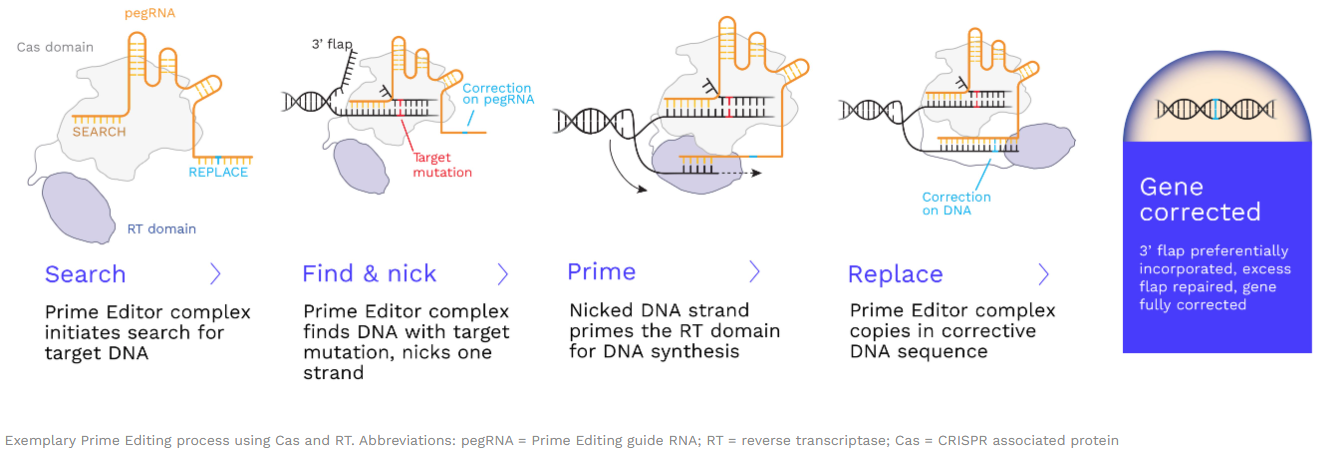 pegRNA
Cas domain
SEARCH
REPLACE
RT domain
Search
Prime Editor complex
initiates search for
target DNA
3’ flap
Correction
on pegRNA
Target
mutation
Find & nick
Prime Editor complex
finds DNA with target
mutation, nicks one
strand
Prime
Nicked DNA strand
primes the RT domain
for DNA synthesis
Correction
on DNA
Replace
Prime Editor complex
copies in corrective
DNA sequence
Gene
corrected
3’ flap preferentially
incorporated, excess
flap repaired, gene
fully corrected
Exemplary Prime Editing process using Cas and RT. Abbreviations: pegRNA = Prime Editing guide RNA; RT = reverse transcriptase; Cas = CRISPR associated protein